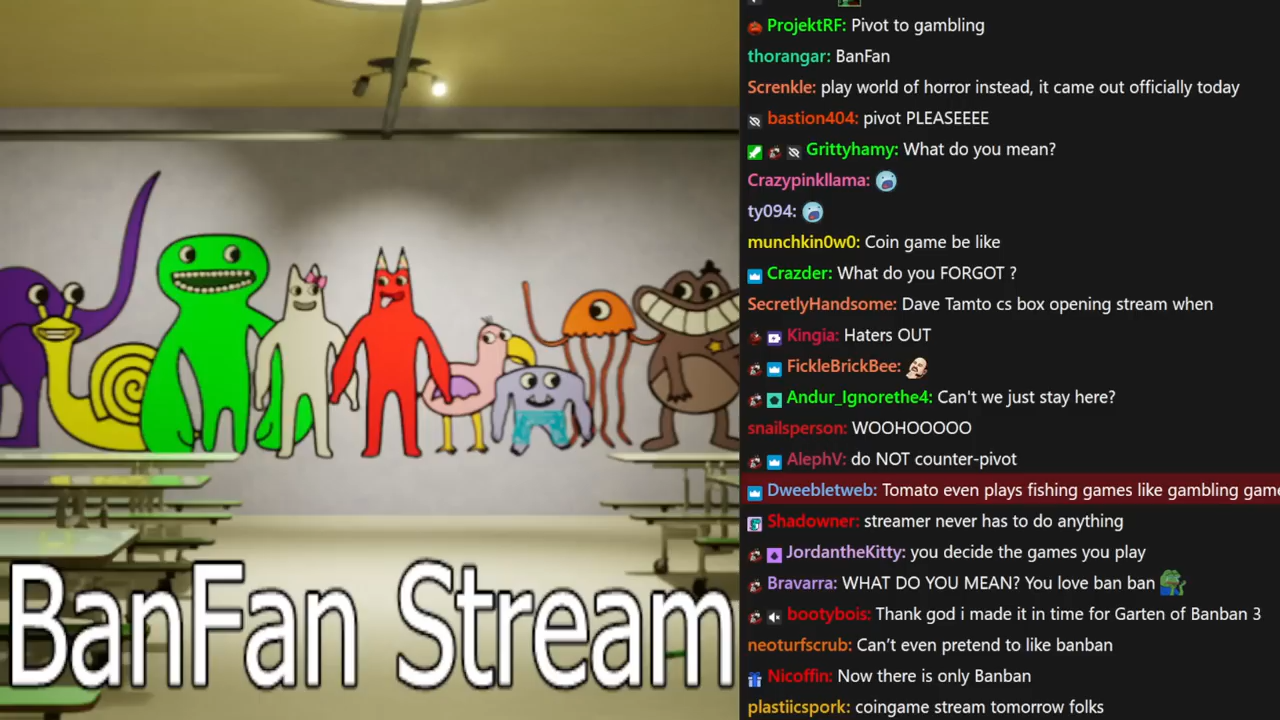 ProjektRF: Pivot to gambling
thorangar: BanFan
Screnkle: play world of horror instead, it came out officially today
bastion404: pivot PLEASEEEE
Grittyhamy: What do you mean?
Crazypinkllama:
ty094:
munchkin0w0: Coin game be like
Crazder: What do you FORGOT ?
SecretlyHandsome: Dave Tamto cs box opening stream when
Kingia: Haters OUT
FickleBrickBee:
Andur_Ignorethe4: Can't we just stay here?
snailsperson: WOOHOOOOO
AlephV: do NOT counter-pivot
Dweebletweb: Tomato even plays fishing games like gambling game
Shadowner: streamer never has to do anything
JordantheKitty: you decide the games you play
Bravarra: WHAT DO YOU MEAN? You love ban ban
bootybois: Thank god i made it in time for Garten of Banban 3
neoturfscrub: Can’t even pretend to like banban
Nicoffin: Now there is only Banban
plastiicspork: coingame stream tomorrow folks
BanFan Stream